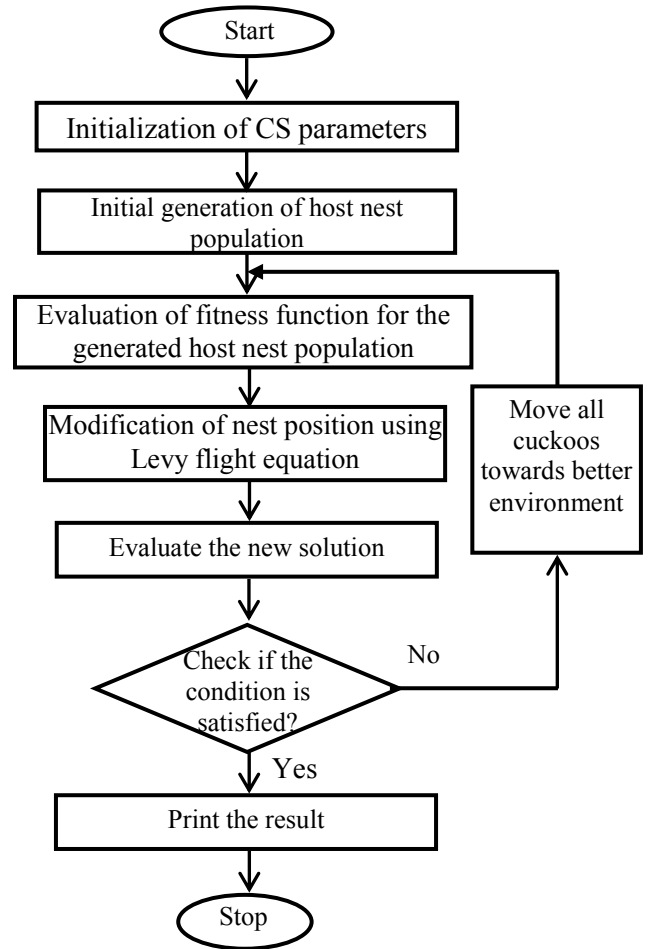 Start
Initialization of CS parameters
Initial generation of host nest
population
Evaluation of fitness function for the
generated host nest population
Modification of nest position using
Levy flight equation
Move all
cuckoos
towards better
environment
Evaluate the new solution
Check if the
condition is
satisfied?
No
Yes
Print the result
Stop